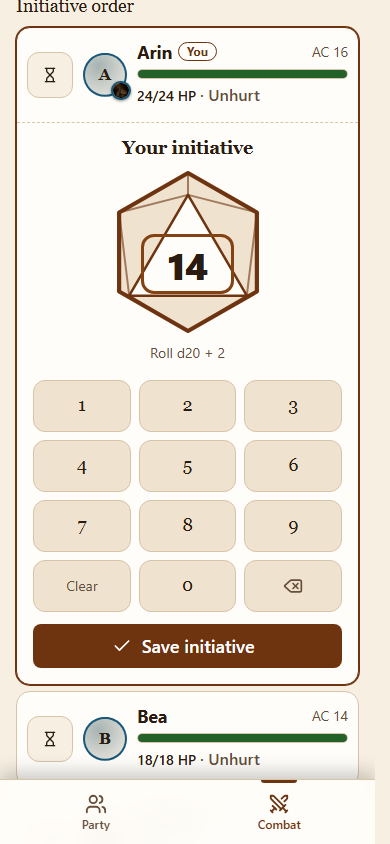 Initiative order
A
Arin You AC 16
24/24 HP · Unhurt
Your initiative
14
Roll d20 + 2
1 2 3
4 5 6
7 8 9
Clear 0
Save initiative
B
Bea AC 14
18/18 HP · Unhurt
Party Combat